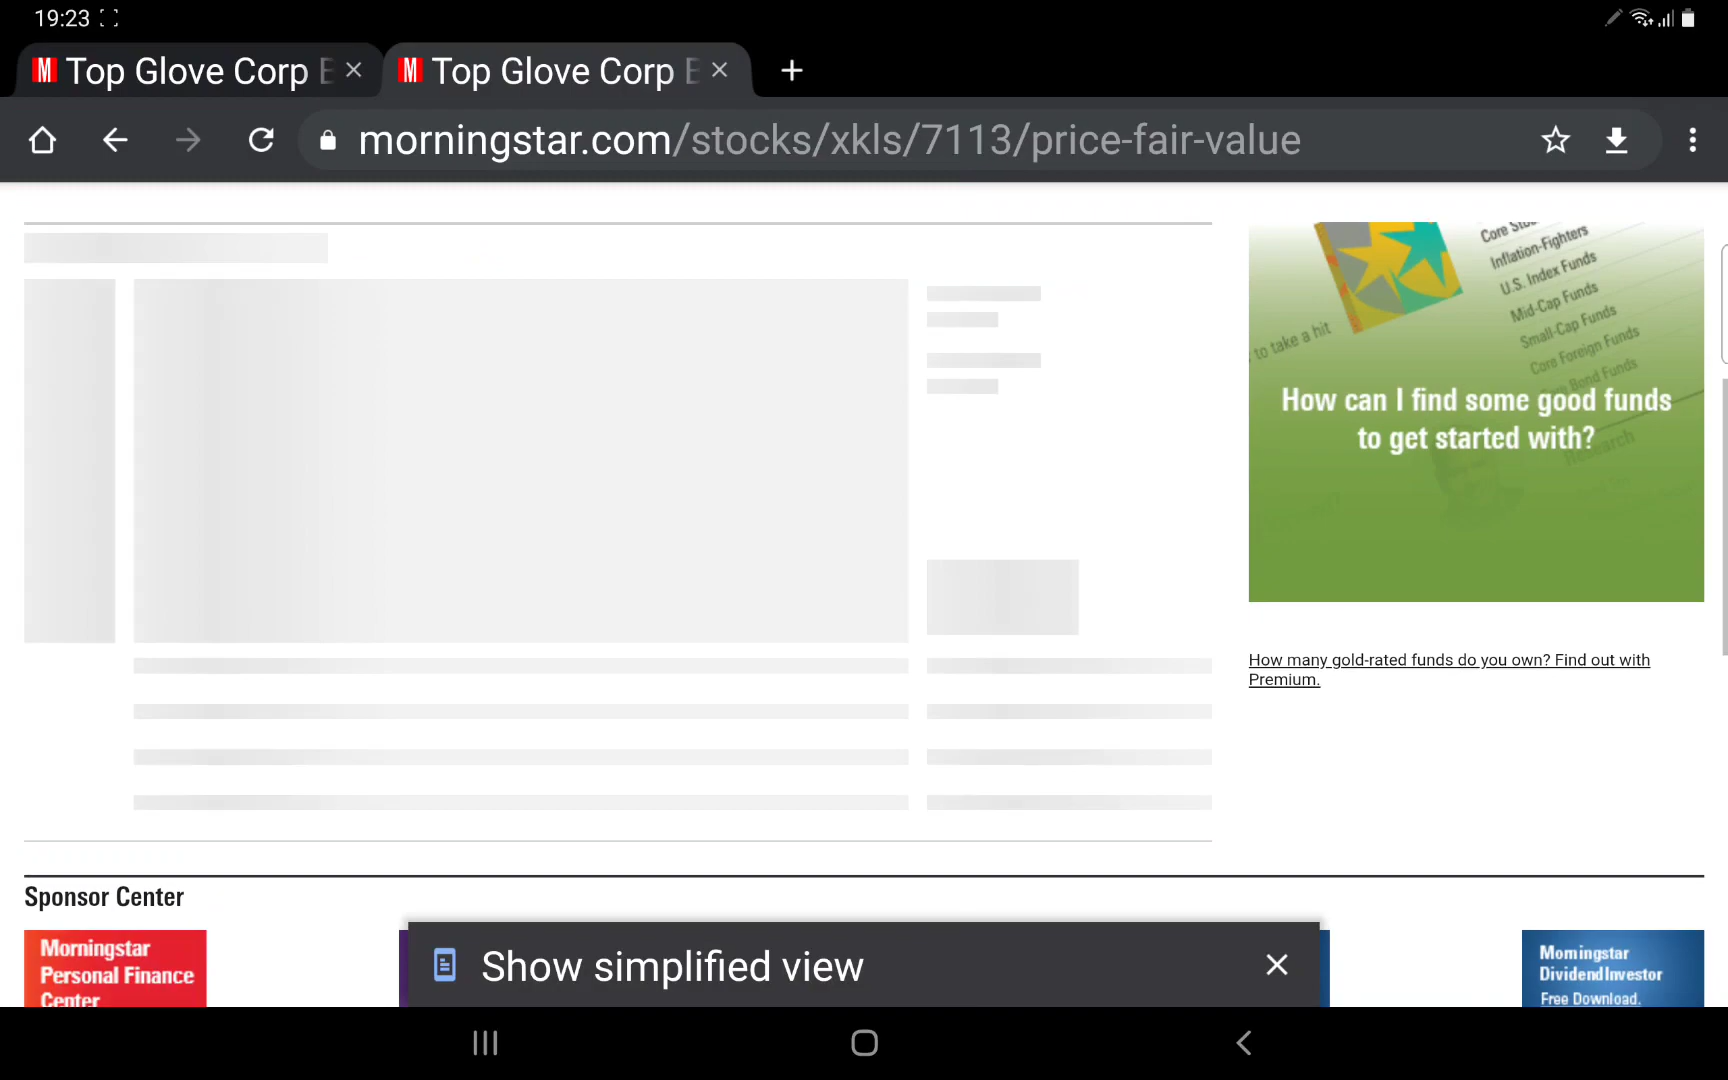 19:23
M Top Glove Corp
M Top Glove Corp
morningstar.com/stocks/xkls/7113/price-fair-value
Inflation-Fighters
U.S. Index Funds
Mid-Cap Funds
Small-Cap Funds
Core Foreign Funds
Core Bond Funds
to take a hit
How can I find some good funds
to get started with?
Research
How many gold-rated funds do you own? Find out with
Premium.
Sponsor Center
Morningstar
Personal Finance
Center
Show simplified view
Morningstar
DividendInvestor
Free Download.